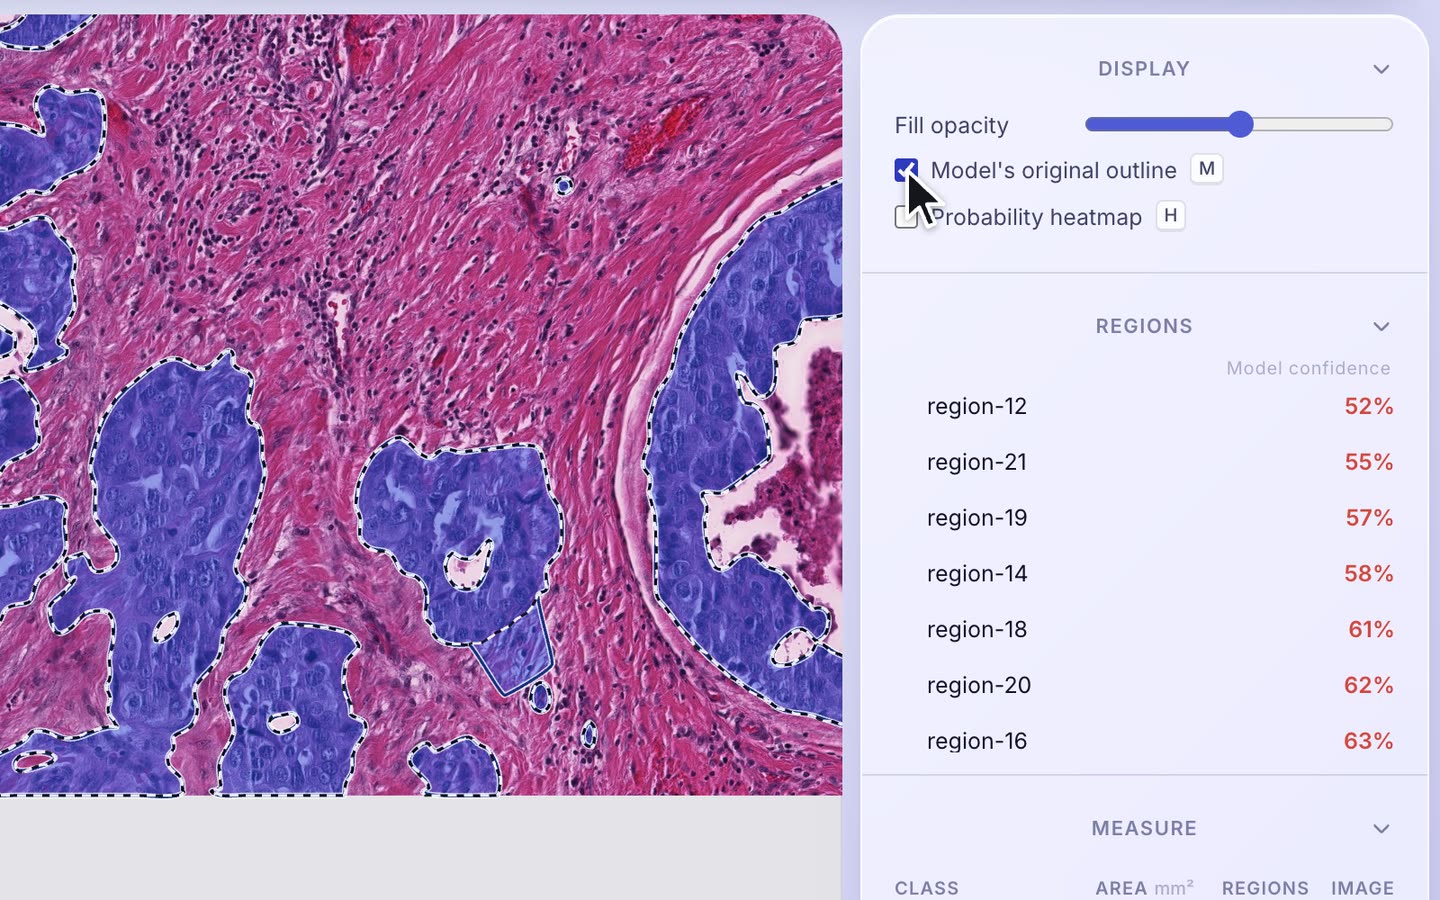 DISPLAY
Fill opacity
Model's original outline M
Probability heatmap H
REGIONS
Model confidence
region-12 52%
region-21 55%
region-19 57%
region-14 58%
region-18 61%
region-20 62%
region-16 63%
MEASURE
CLASS AREA mm² REGIONS IMAGE